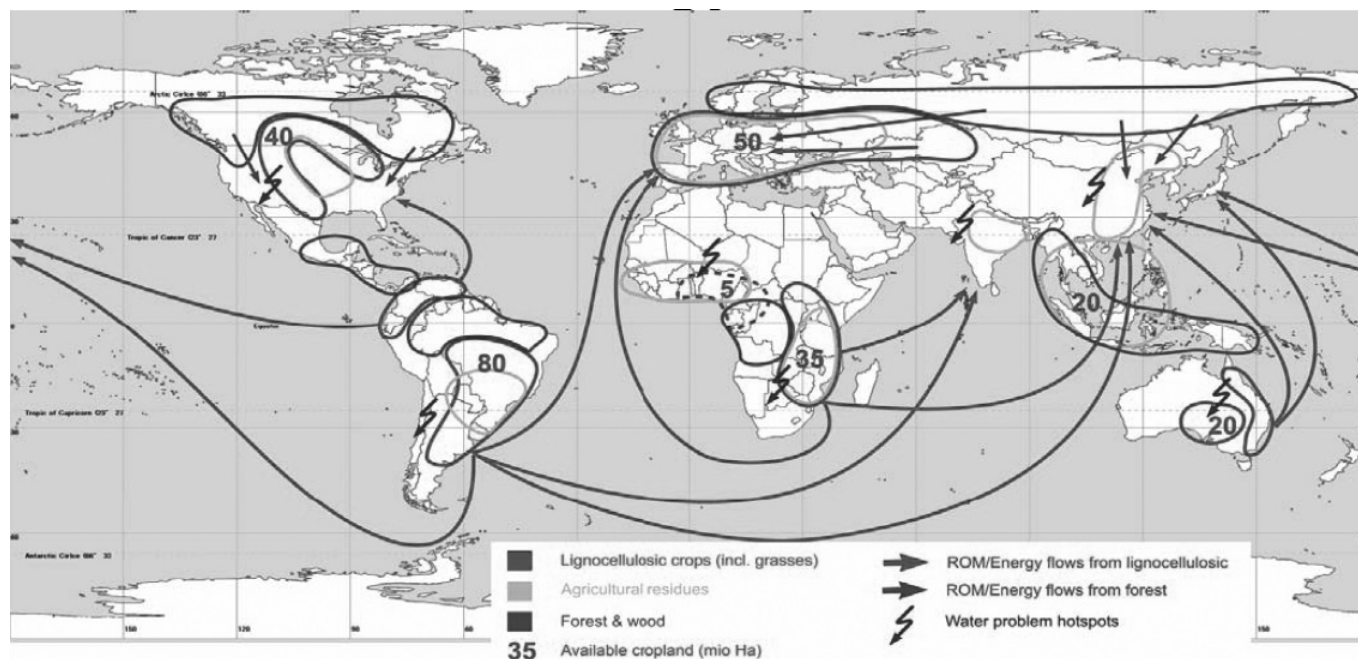 Arctic Cirlce 66° 33
40
50
Tropic of Cancer 23° 27
5
20
Equator
35
80
Tropic of Capricorn 23° 27
20
Antarctic Cirlce 66° 33
Lignocellulosic crops (incl. grasses)
ROM/Energy flows from lignocellulosic
Agricultural residues
ROM/Energy flows from forest
Forest & wood
Water problem hotspots
35 Available cropland (mio Ha)
150
120
90
60
150